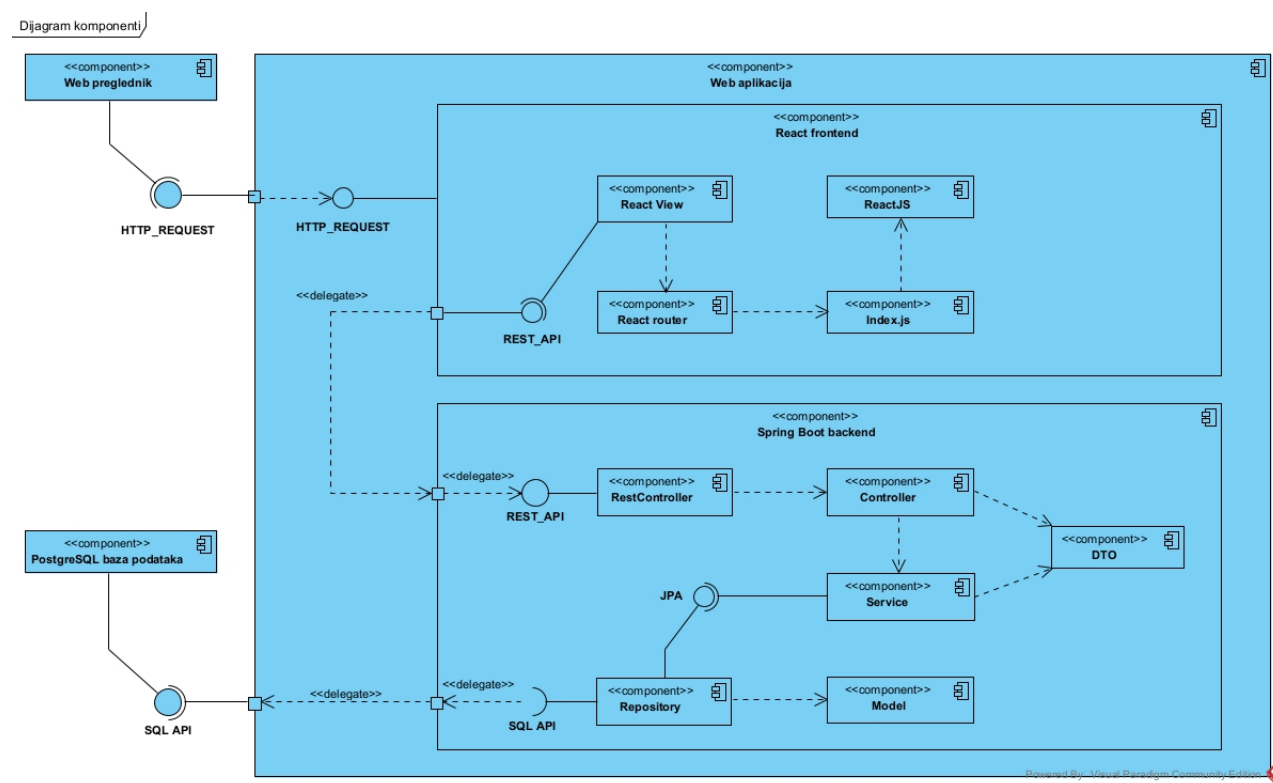 Dijagram komponenti
<<component>>
Web preglednik
<<component>>
Web aplikacija
<<component>>
React frontend
<<component>>
React View
<<component>>
ReactJS
HTTP_REQUEST
HTTP_REQUEST
<<delegate>>
<<component>>
React router
<<component>>
Index.js
REST_API
<<component>>
Spring Boot backend
<<delegate>>
<<component>>
RestController
<<component>>
Controller
REST_API
<<component>>
PostgreSQL baza podataka
<<component>>
DTO
JPA
<<component>>
Service
<<delegate>>
<<delegate>>
<<component>>
Repository
<<component>>
Model
SQL API
SQL API
Powered By: Visual Paradigm Community Edition